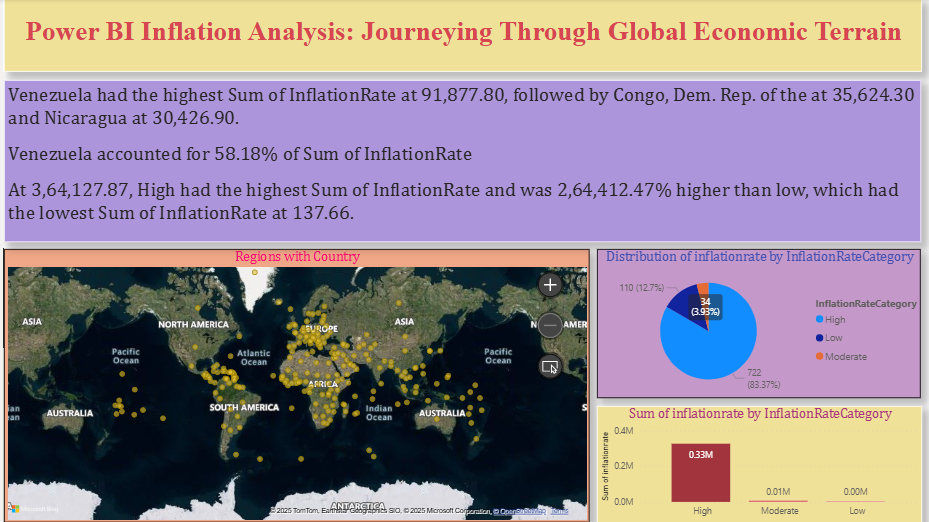 Power BI Inflation Analysis: Journeying Through Global Economic Terrain
Venezuela had the highest Sum of InflationRate at 91,877.80, followed by Congo, Dem. Rep. of the at 35,624.30
and Nicaragua at 30,426.90.
Venezuela accounted for 58.18% of Sum of InflationRate
At 3,64,127.87, High had the highest Sum of InflationRate and was 2,64,412.47% higher than low, which had
the lowest Sum of InflationRate at 137.66.
Regions with Country
ASIA
NORTH AMERICA
EUROPE
ASIA
N
AMER
Pacific
Ocean
Atlantic
Ocean
Pacific
Ocean
AFRICA
an
ean
AUSTRALIA
SOUTH AMERICA
Indian
Ocean
AUSTRALIA
S
ANTARCTICA
© 2025 TomTom, Earthstar Geographics SIO, © 2025 Microsoft Corporation, © OpenStreetMap Terms
Distribution of inflationrate by InflationRateCategory
110 (12.7%)
34
(3.93%)
722
(83.37%)
InflationRateCategory
High
Low
Moderate
Sum of inflationrate by InflationRateCategory
Sum of inflationrate
0.4M
0.2M
0.0M
0.33M
0.01M
0.00M
High
Moderate
Low